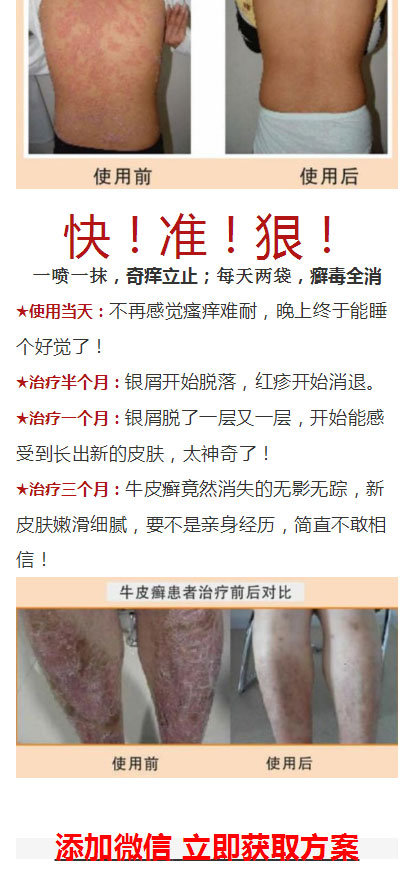 使用前
使用后
快！准！狠！
一喷一抹，奇痒立止；每天两袋，癣毒全消
★使用当天：不再感觉瘙痒难耐，晚上终于能睡
个好觉了！
★治疗半个月：银屑开始脱落，红疹开始消退。
★治疗一个月：银屑脱了一层又一层，开始能感
受到长出新的皮肤，太神奇了！
★治疗三个月：牛皮癣竟然消失的无影无踪，新
皮肤嫩滑细腻，要不是亲身经历，简直不敢相
信！
牛皮癣患者治疗前后对比
使用前
使用后
添加微信 立即获取方案